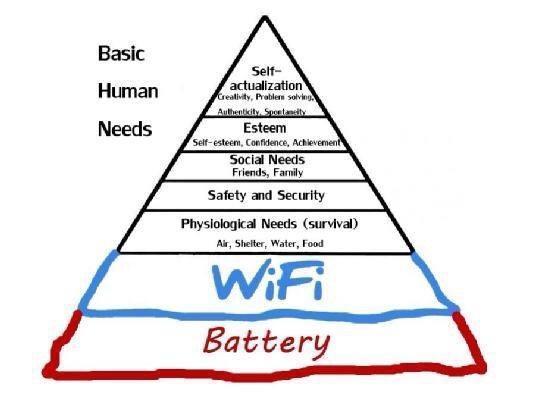 Basic
Human
Needs
Self-
actualization
Creativity, Problem solving,
Authenticity, Spontaneity
Esteem
Self-esteem, Confidence, Achievement
Social Needs
Friends, Family
Safety and Security
Physiological Needs (survival)
Air, Shelter, Water, Food
WiFi
Battery